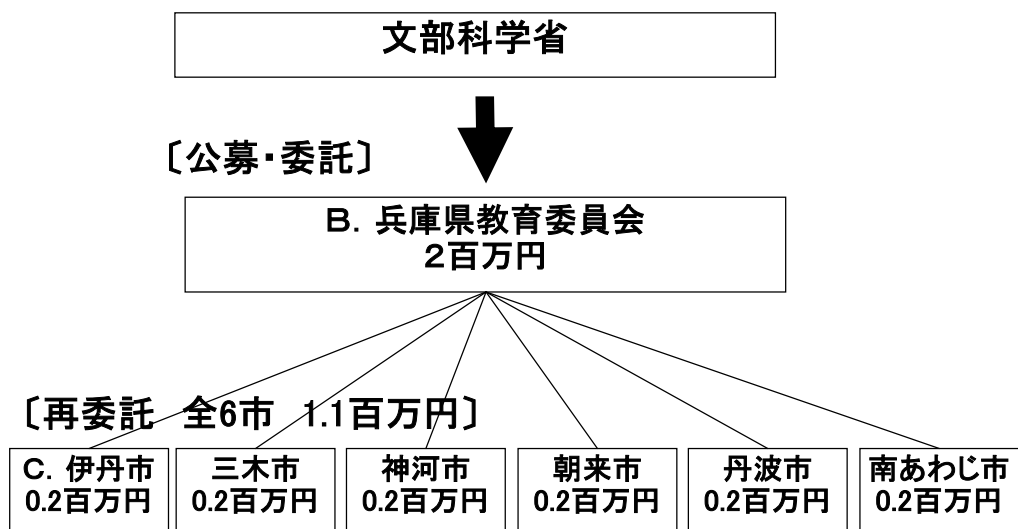 文部科学省
〔公募・委託〕
B．兵庫県教育委員会
2百万円
〔再委託　全6市　1.1百万円〕
C．伊丹市
0.2百万円
三木市
0.2百万円
神河市
0.2百万円
朝来市
0.2百万円
丹波市
0.2百万円
南あわじ市
0.2百万円